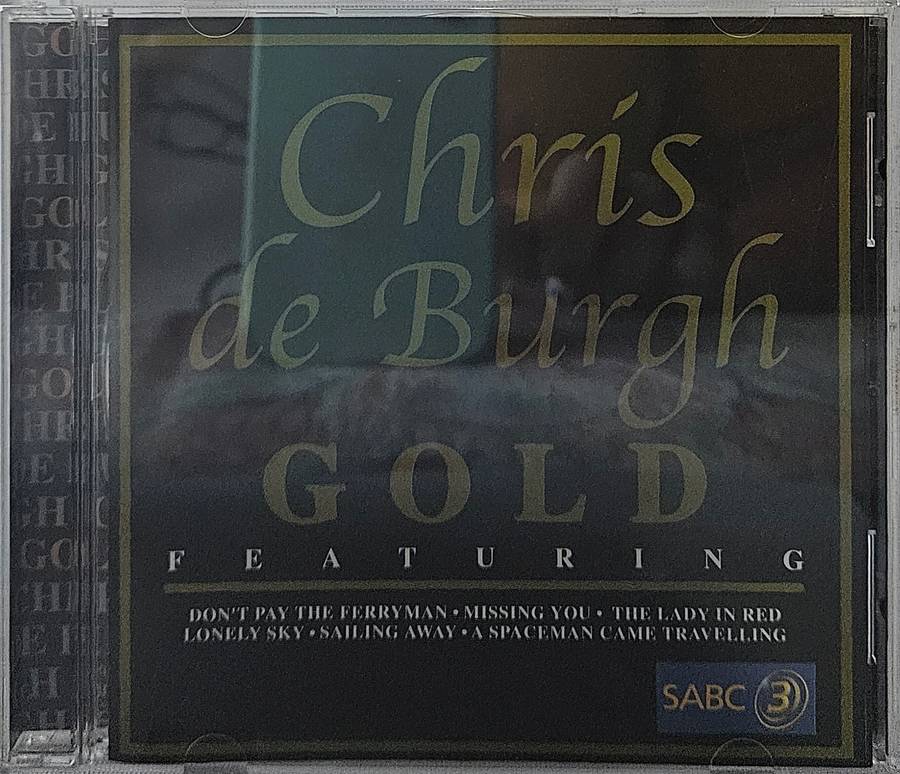 Chris
de Burgh
GOLD
FEATURING
DON'T PAY THE FERRYMAN • MISSING YOU • THE LADY IN RED
LONELY SKY • SAILING AWAY • A SPACEMAN CAME TRAVELLING
SABC 3